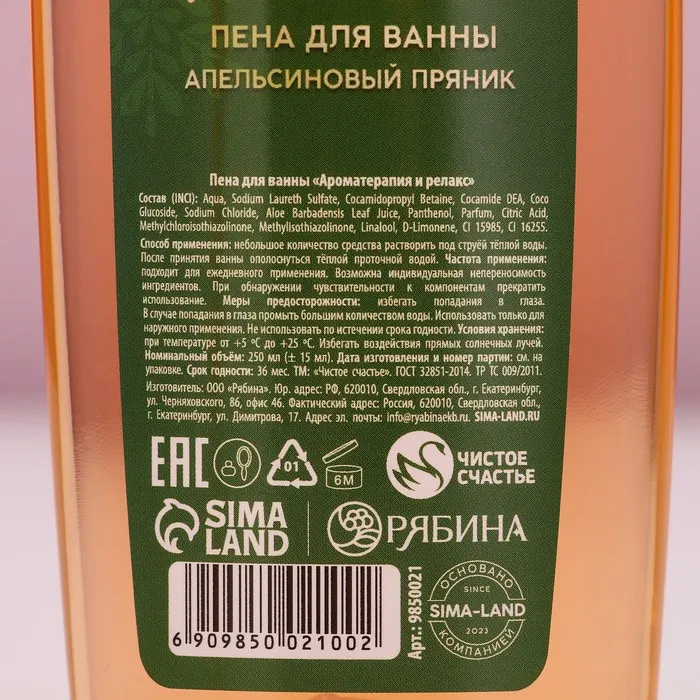 ПЕНА ДЛЯ ВАННЫ
АПЕЛЬСИНОВЫЙ ПРЯНИК
Пена для ванны «Ароматерапия и релакс»
Состав (INCI): Aqua, Sodium Laureth Sulfate, Cocamidopropyl Betaine, Cocamide DEA, Coco
Glucoside, Sodium Chloride, Aloe Barbadensis Leaf Juice, Panthenol, Parfum, Citric Acid,
Methylchloroisothiazolinone, Methylisothiazolinone, Linalool, D-Limonene, CI 15985, CI 16255.
Способ применения: небольшое количество средства растворить под струёй тёплой воды.
После принятия ванны ополоснуться тёплой проточной водой. Частота применения:
подходит для ежедневного применения. Возможна индивидуальная непереносимость
ингредиентов. При обнаружении чувствительности к компонентам прекратить
использование. Меры предосторожности: избегать попадания в глаза.
В случае попадания в глаза промыть большим количеством воды. Использовать только для
наружного применения. Не использовать по истечении срока годности. Условия хранения:
при температуре от +5 °C до +25 °C. Избегать воздействия прямых солнечных лучей.
Номинальный объём: 250 мл (± 15 мл). Дата изготовления и номер партии: см. на
упаковке. Срок годности: 36 мес. ТМ: «Чистое счастье». ГОСТ 32851-2014. ТР ТС 009/2011.
Изготовитель: ООО «Рябина». Юр. адрес: РФ, 620010, Свердловская обл., г. Екатеринбург,
ул. Черняховского, 86, офис 46. Фактический адрес: Россия, 620010, Свердловская обл.,
г. Екатеринбург, ул. Димитрова, 17. Адрес эл. почты: info@ryabinaekb.ru. SIMA-LAND.RU
EAC
01
6M
ЧИСТОЕ
СЧАСТЬЕ
SIMA
LAND
РЯБИНА
6 909850 021002
Арт.: 9850021
ОСНОВАНО
SINCE
SIMA-LAND
2023
КОМПАНИЕЙ